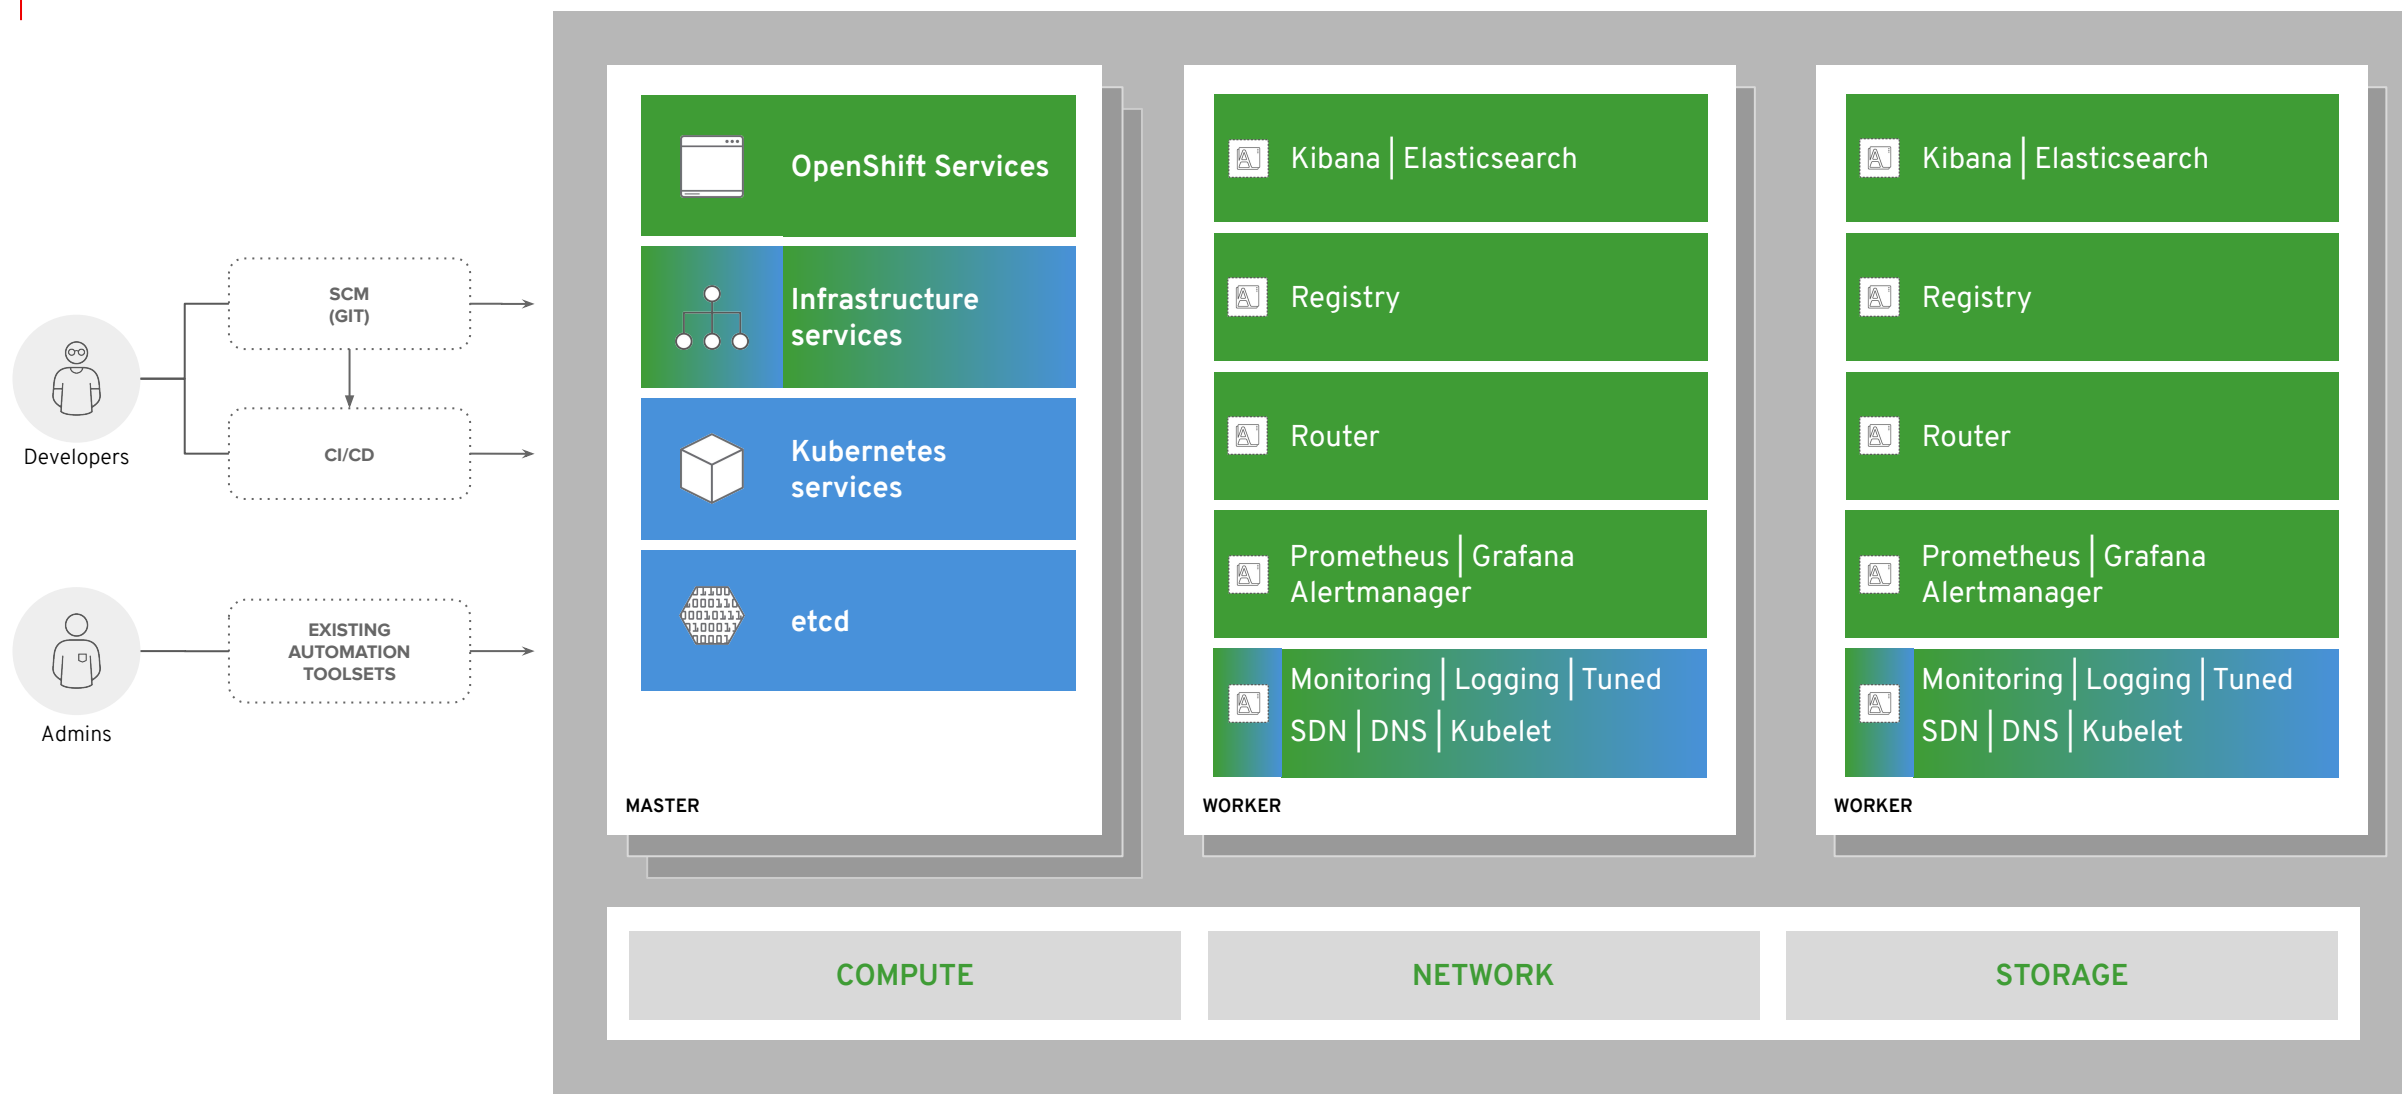 SCM
(GIT)
CI/CD
Developers
EXISTING
AUTOMATION
TOOLSETS
Admins
OpenShift Services
Infrastructure
services
Kubernetes
services
etcd
MASTER
Kibana | Elasticsearch
Registry
Router
Prometheus | Grafana
Alertmanager
Monitoring | Logging | Tuned
SDN | DNS | Kubelet
WORKER
Kibana | Elasticsearch
Registry
Router
Prometheus | Grafana
Alertmanager
Monitoring | Logging | Tuned
SDN | DNS | Kubelet
WORKER
COMPUTE
NETWORK
STORAGE